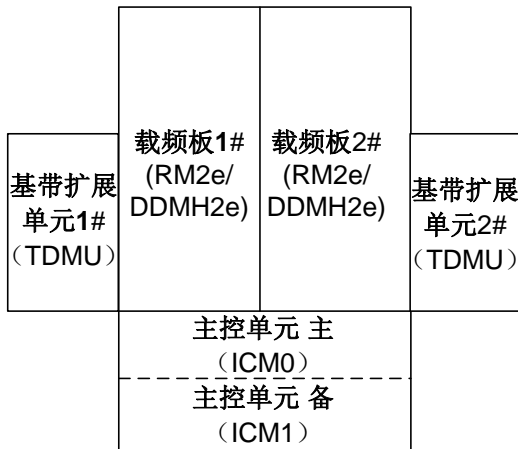 载频板1#
(RM2e/
DDMH2e)
载频板2#
(RM2e/
DDMH2e)
基带扩展
单元1#
（TDMU）
基带扩展
单元2#
（TDMU）
主控单元 主
（ICM0）
主控单元 备
（ICM1）